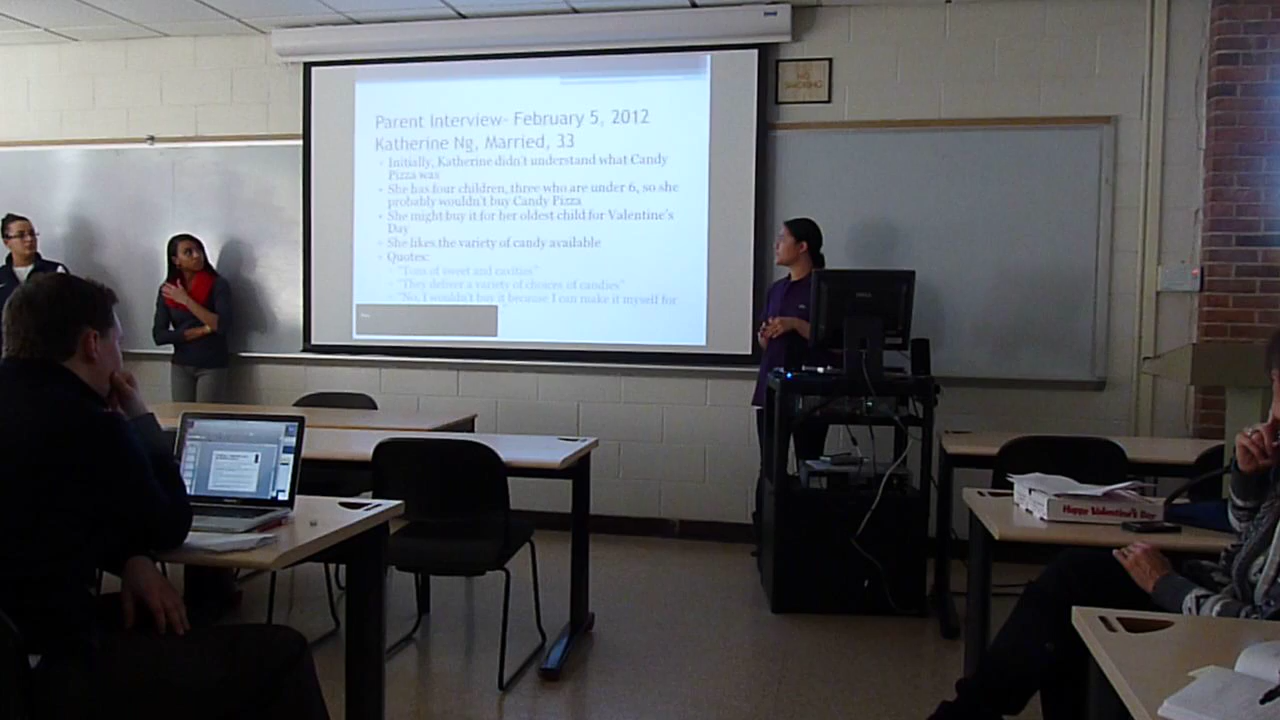 Parent Interview- February 5, 2012
Katherine Ng, Married, 33
Initially, Katherine didn't understand what Candy
Pizza was
She has four children, three who are under 6, so she
probably wouldn't buy Candy Pizza
She might buy it for her oldest child for Valentine's
Day
She likes the variety of candy available
Quotes:
"Tons of sweet and cavities"
"They deliver a variety of choices of candies"
"No, I wouldn't buy it because I can make it myself for
NO
SMOKING
DELL
Happy Valentine's Day